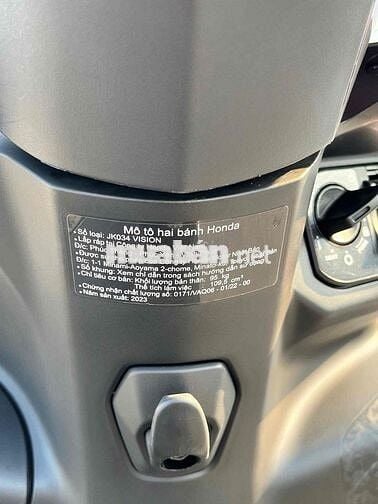 Mô tô hai bánh Honda
• Số loại: JK034 VISION
• Lắp ráp tại Công ty
Đ/c: Phúc
• Được
Đ/c: 1-1 Minami-Aoyama 2-chome, Minato-ku
• Số khung: Xem chỉ dẫn trong sách hướng dẫn sử dụng
• Chỉ tiêu cơ bản: Khối lượng bản thân: 95 kg
Thể tích làm việc 109,5 cm³
• Chứng nhận chất lượng số: 0171/VAQ06 - 01/22 - 00
• Năm sản xuất: 2023
muaban.net